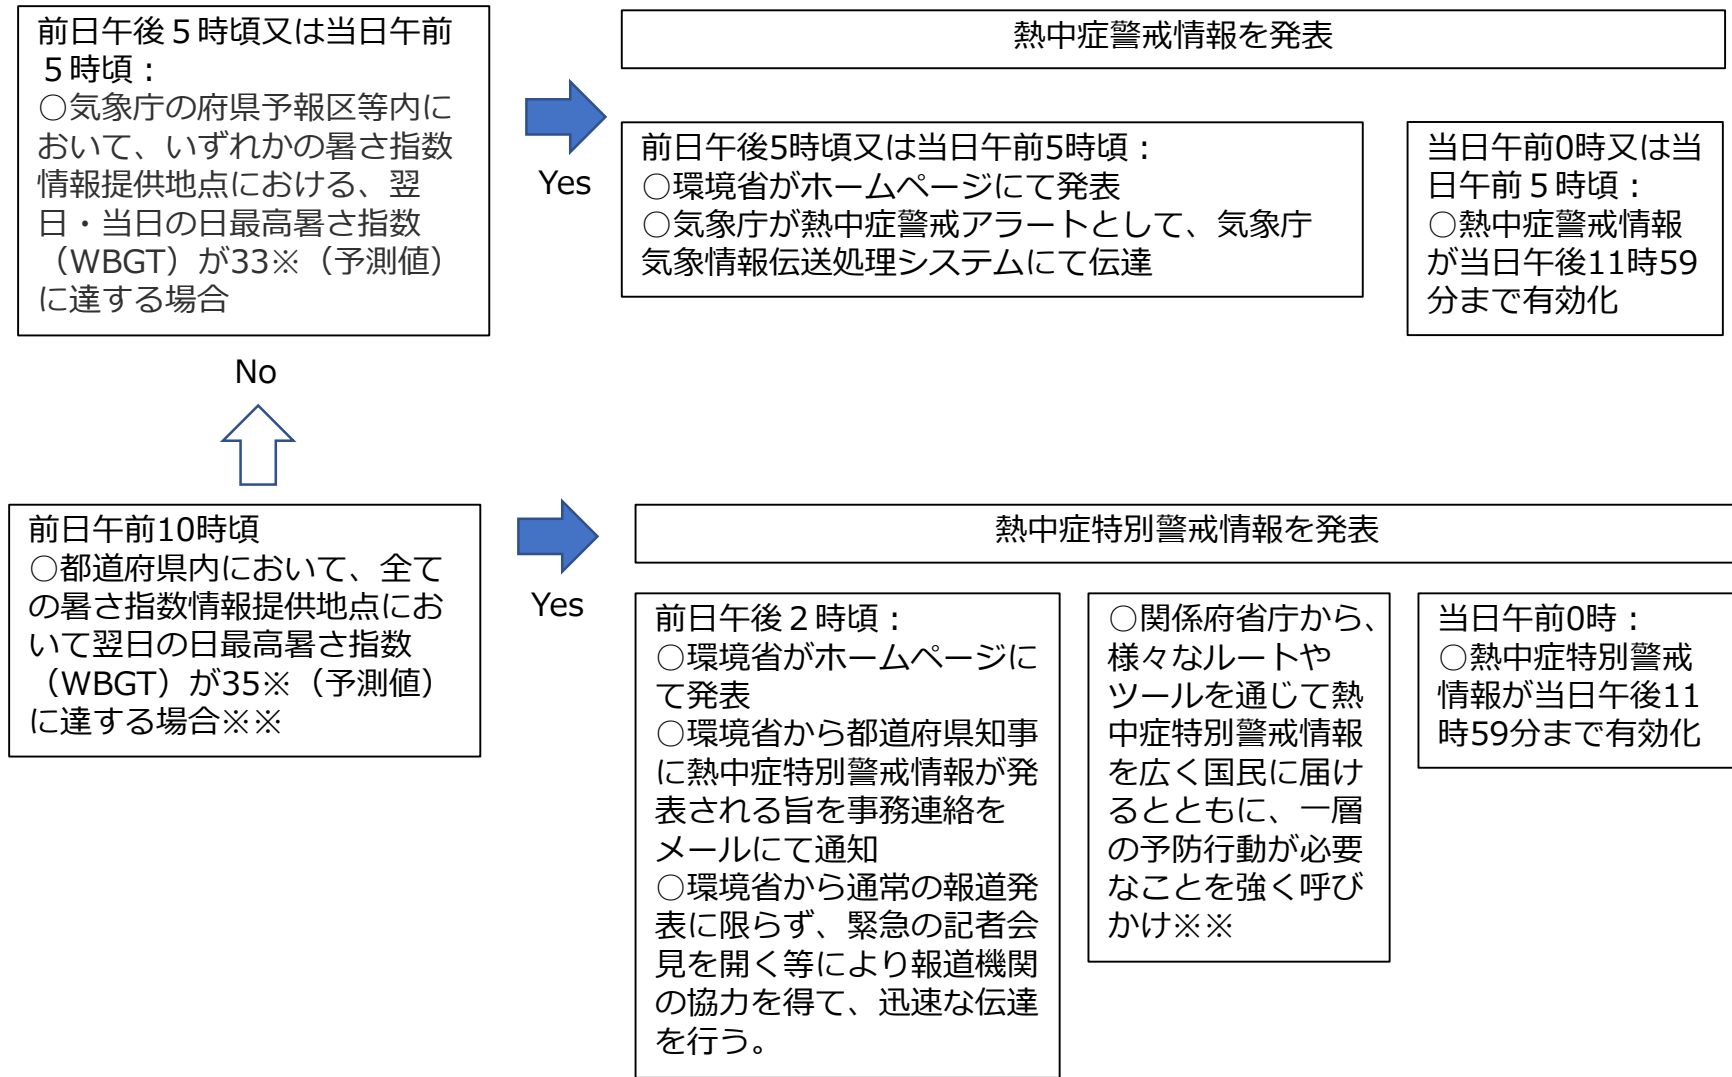 前日午後５時頃又は当日午前
５時頃：
○気象庁の府県予報区等内に
おいて、いずれかの暑さ指数
情報提供地点における、翌
日・当日の日最高暑さ指数
（WBGT）が33※（予測値）
に達する場合
Yes
熱中症警戒情報を発表
前日午後5時頃又は当日午前5時頃：
○環境省がホームページにて発表
○気象庁が熱中症警戒アラートとして、気象庁
気象情報伝送処理システムにて伝達
当日午前0時又は当
日午前５時頃：
○熱中症警戒情報
が当日午後11時59
分まで有効化
No
前日午前10時頃
○都道府県内において、全て
の暑さ指数情報提供地点にお
いて翌日の日最高暑さ指数
（WBGT）が35※（予測値）
に達する場合※※
Yes
熱中症特別警戒情報を発表
前日午後２時頃：
○環境省がホームページに
て発表
○環境省から都道府県知事
に熱中症特別警戒情報が発
表される旨を事務連絡を
メールにて通知
○環境省から通常の報道発
表に限らず、緊急の記者会
見を開く等により報道機関
の協力を得て、迅速な伝達
を行う。
○関係府省庁から、
様々なルートや
ツールを通じて熱
中症特別警戒情報
を広く国民に届け
るとともに、一層
の予防行動が必要
なことを強く呼び
かけ※※
当日午前0時：
○熱中症特別警戒
情報が当日午後11
時59分まで有効化